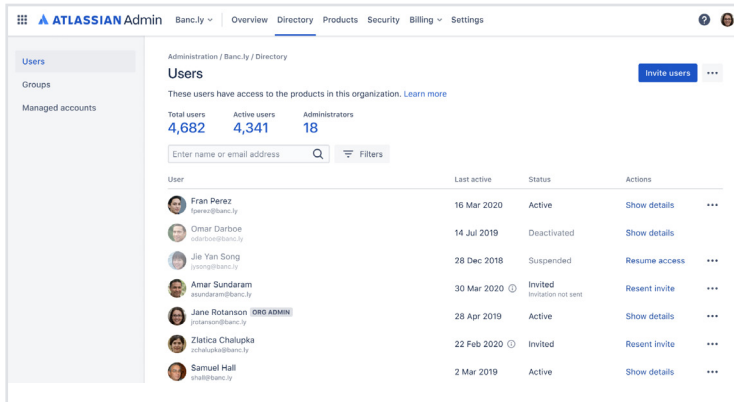 ATLASSIAN Admin Banc.ly Overview Directory Products Security Billing Settings
Users
Groups
Managed accounts
Administration / Banc.ly / Directory
Users
Invite users
These users have access to the products in this organization. Learn more
Total users Active users Administrators
4,682 4,341 18
Enter name or email address Filters
User Last active Status Actions
Fran Perez
fperez@banc.ly
16 Mar 2020 Active Show details
Omar Darboe
odarboe@banc.ly
14 Jul 2019 Deactivated Show details
Jie Yan Song
jysong@banc.ly
28 Dec 2018 Suspended Resume access
Amar Sundaram
asundaram@banc.ly
30 Mar 2020 Invited Resent invite
Invitation not sent
Jane Rotanson ORG ADMIN
jrotanson@banc.ly
28 Apr 2019 Active Show details
Zlatica Chalupka
zchalupka@banc.ly
22 Feb 2020 Invited Resent invite
Samuel Hall
shall@banc.ly
2 Mar 2019 Active Show details